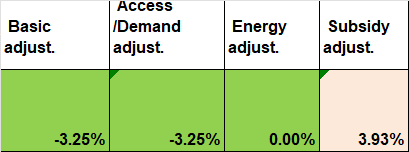 Access
Basic /Demand Energy Subsidy
adjust. adjust. adjust. adjust.
-3.25% -3.25% 0.00% 3.93%